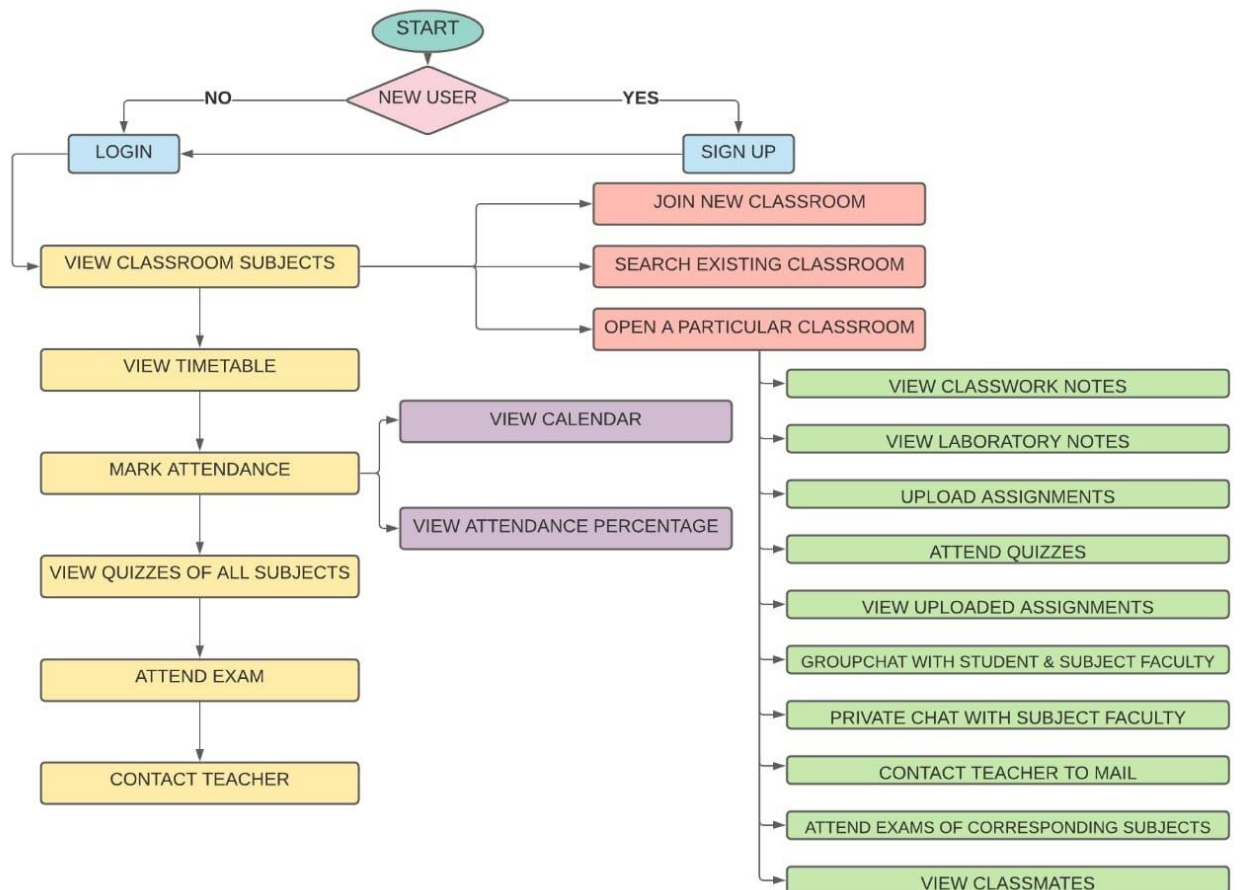 START
NEW USER
NO
YES
LOGIN
SIGN UP
JOIN NEW CLASSROOM
VIEW CLASSROOM SUBJECTS
SEARCH EXISTING CLASSROOM
OPEN A PARTICULAR CLASSROOM
VIEW TIMETABLE
VIEW CLASSWORK NOTES
VIEW CALENDAR
VIEW LABORATORY NOTES
MARK ATTENDANCE
UPLOAD ASSIGNMENTS
VIEW ATTENDANCE PERCENTAGE
ATTEND QUIZZES
VIEW QUIZZES OF ALL SUBJECTS
VIEW UPLOADED ASSIGNMENTS
GROUPCHAT WITH STUDENT & SUBJECT FACULTY
ATTEND EXAM
PRIVATE CHAT WITH SUBJECT FACULTY
CONTACT TEACHER TO MAIL
CONTACT TEACHER
ATTEND EXAMS OF CORRESPONDING SUBJECTS
VIEW CLASSMATES